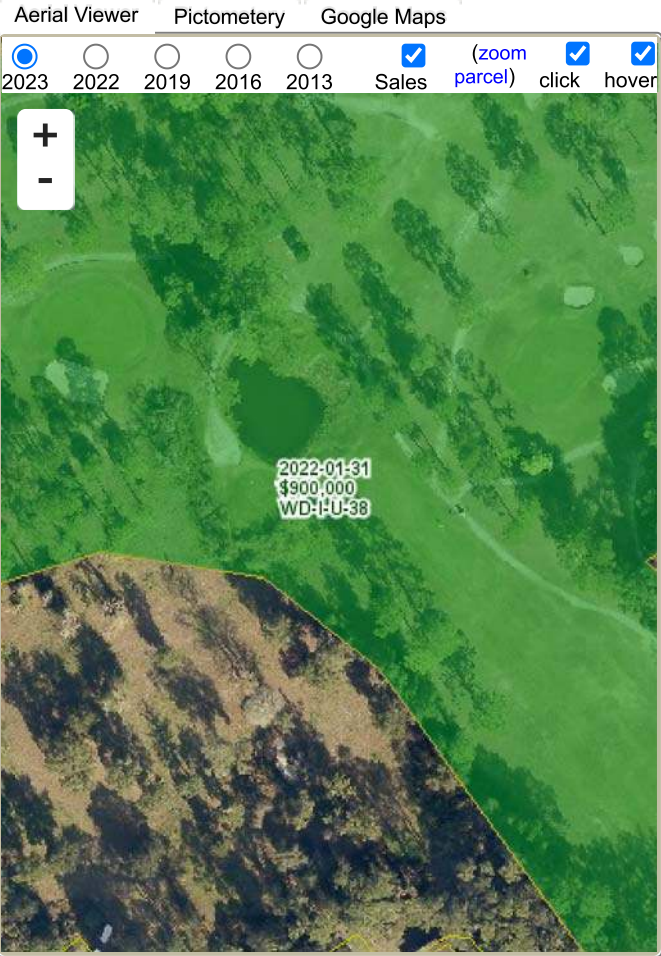 Aerial Viewer Pictometery Google Maps
2023 2022 2019 2016 2013 Sales (zoom parcel) click hover
+
-
2022-01-31
$900,000
WD-I-U-38